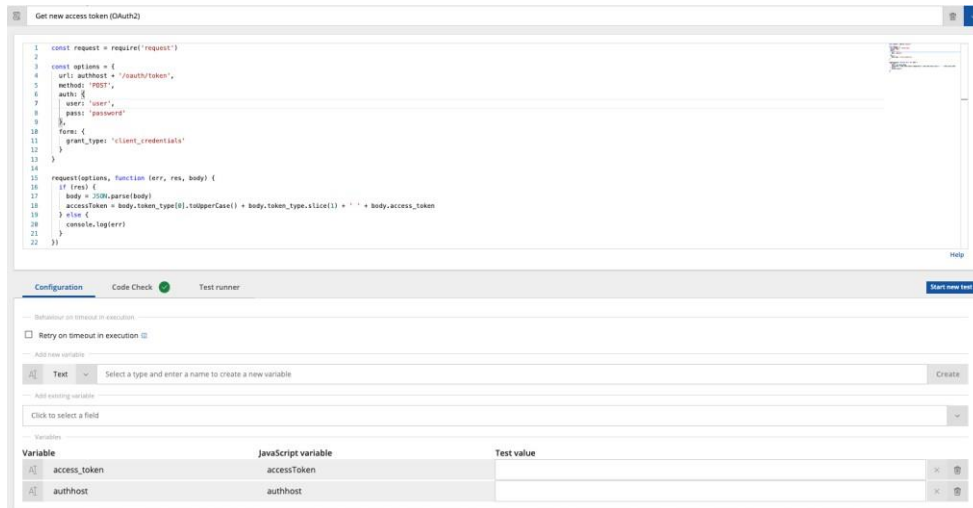 Get new access token (OAuth2)
1 const request = require('request')
2
3 const options = {
4 url: authhost + '/oauth/token',
5 method: 'POST',
6 auth: {
7 user: 'user',
8 pass: 'password'
9 },
10 form: {
11 grant_type: 'client_credentials'
12 }
13 }
14
15 request(options, function (err, res, body) {
16 if (res) {
17 body = JSON.parse(body)
18 accessToken = body.token_type[0].toUpperCase() + body.token_type.slice(1) + ' ' + body.access_token
19 } else {
20 console.log(err)
21 }
22 })
Help
Configuration Code Check Test runner Start new test
Behaviour on timeout in execution
Retry on timeout in execution
Add new variable
Text Select a type and enter a name to create a new variable Create
Add existing variable
Click to select a field
Variables
Variable JavaScript variable Test value
access_token accessToken
authhost authhost